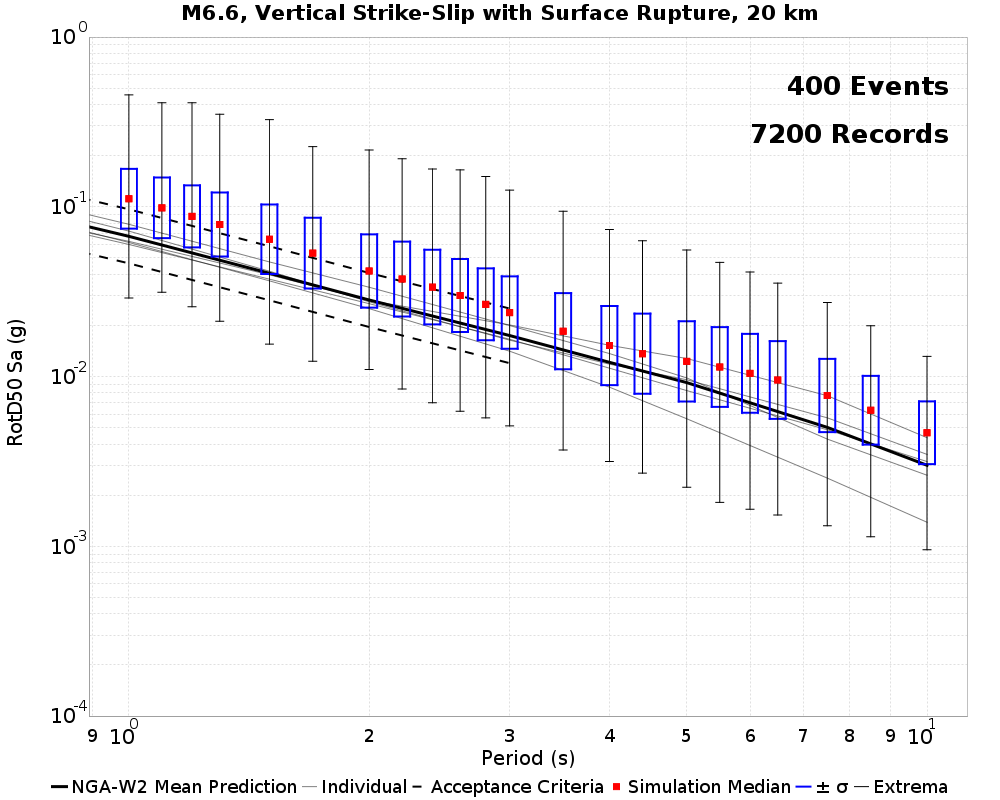 M6.6, Vertical Strike-Slip with Surface Rupture, 20 km
10^0
400 Events
7200 Records
10^-1
10^-2
10^-3
10^-4
RotD50 Sa (g)
9 10^0 2 3 4 5 6 7 8 9 10^1
Period (s)
NGA-W2 Mean Prediction Individual Acceptance Criteria Simulation Median ± σ Extrema